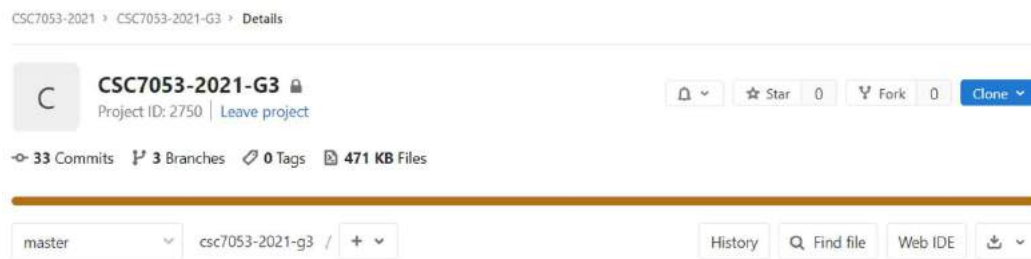 CSC7053-2021 > CSC7053-2021-G3 > Details
C
CSC7053-2021-G3
Project ID: 2750 | Leave project
Star 0 Fork 0 Clone
33 Commits 3 Branches 0 Tags 471 KB Files
master csc7053-2021-g3 / + History Find file Web IDE